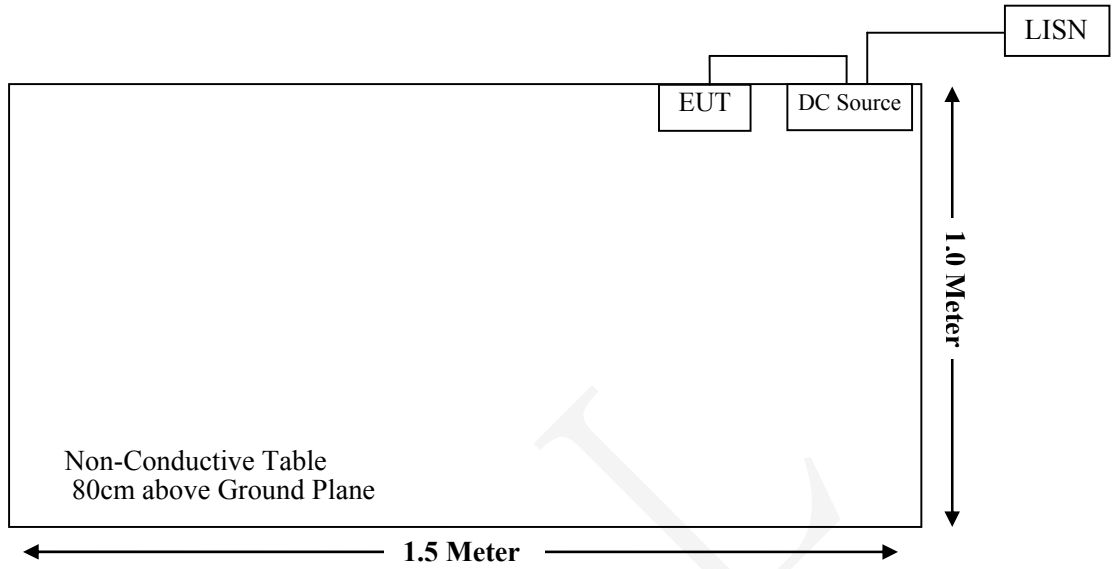 LISN
EUT
DC Source
1.0 Meter
Non-Conductive Table
80cm above Ground Plane
1.5 Meter